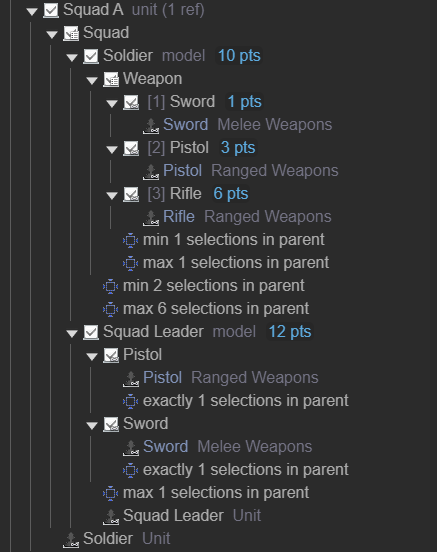 Squad A unit (1 ref)
Squad
Soldier model 10 pts
Weapon
[1] Sword 1 pts
Sword Melee Weapons
[2] Pistol 3 pts
Pistol Ranged Weapons
[3] Rifle 6 pts
Rifle Ranged Weapons
min 1 selections in parent
max 1 selections in parent
min 2 selections in parent
max 6 selections in parent
Squad Leader model 12 pts
Pistol
Pistol Ranged Weapons
exactly 1 selections in parent
Sword
Sword Melee Weapons
exactly 1 selections in parent
max 1 selections in parent
Squad Leader Unit
Soldier Unit